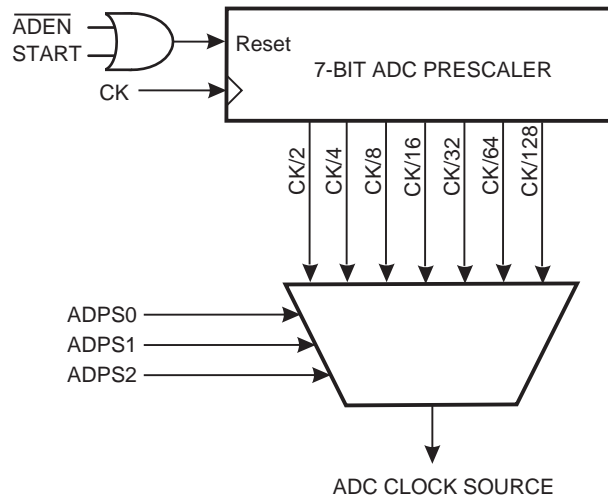 ADEN
START
Reset
7-BIT ADC PRESCALER
CK
CK/2
CK/4
CK/8
CK/16
CK/32
CK/64
CK/128
ADPS0
ADPS1
ADPS2
ADC CLOCK SOURCE